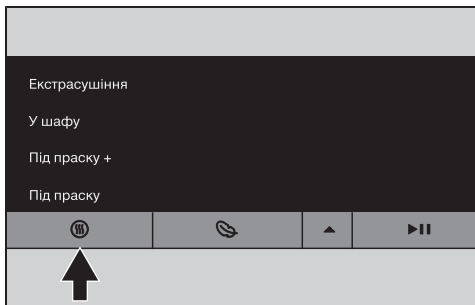 Екстрасушіння
У шафу
Під праску +
Під праску